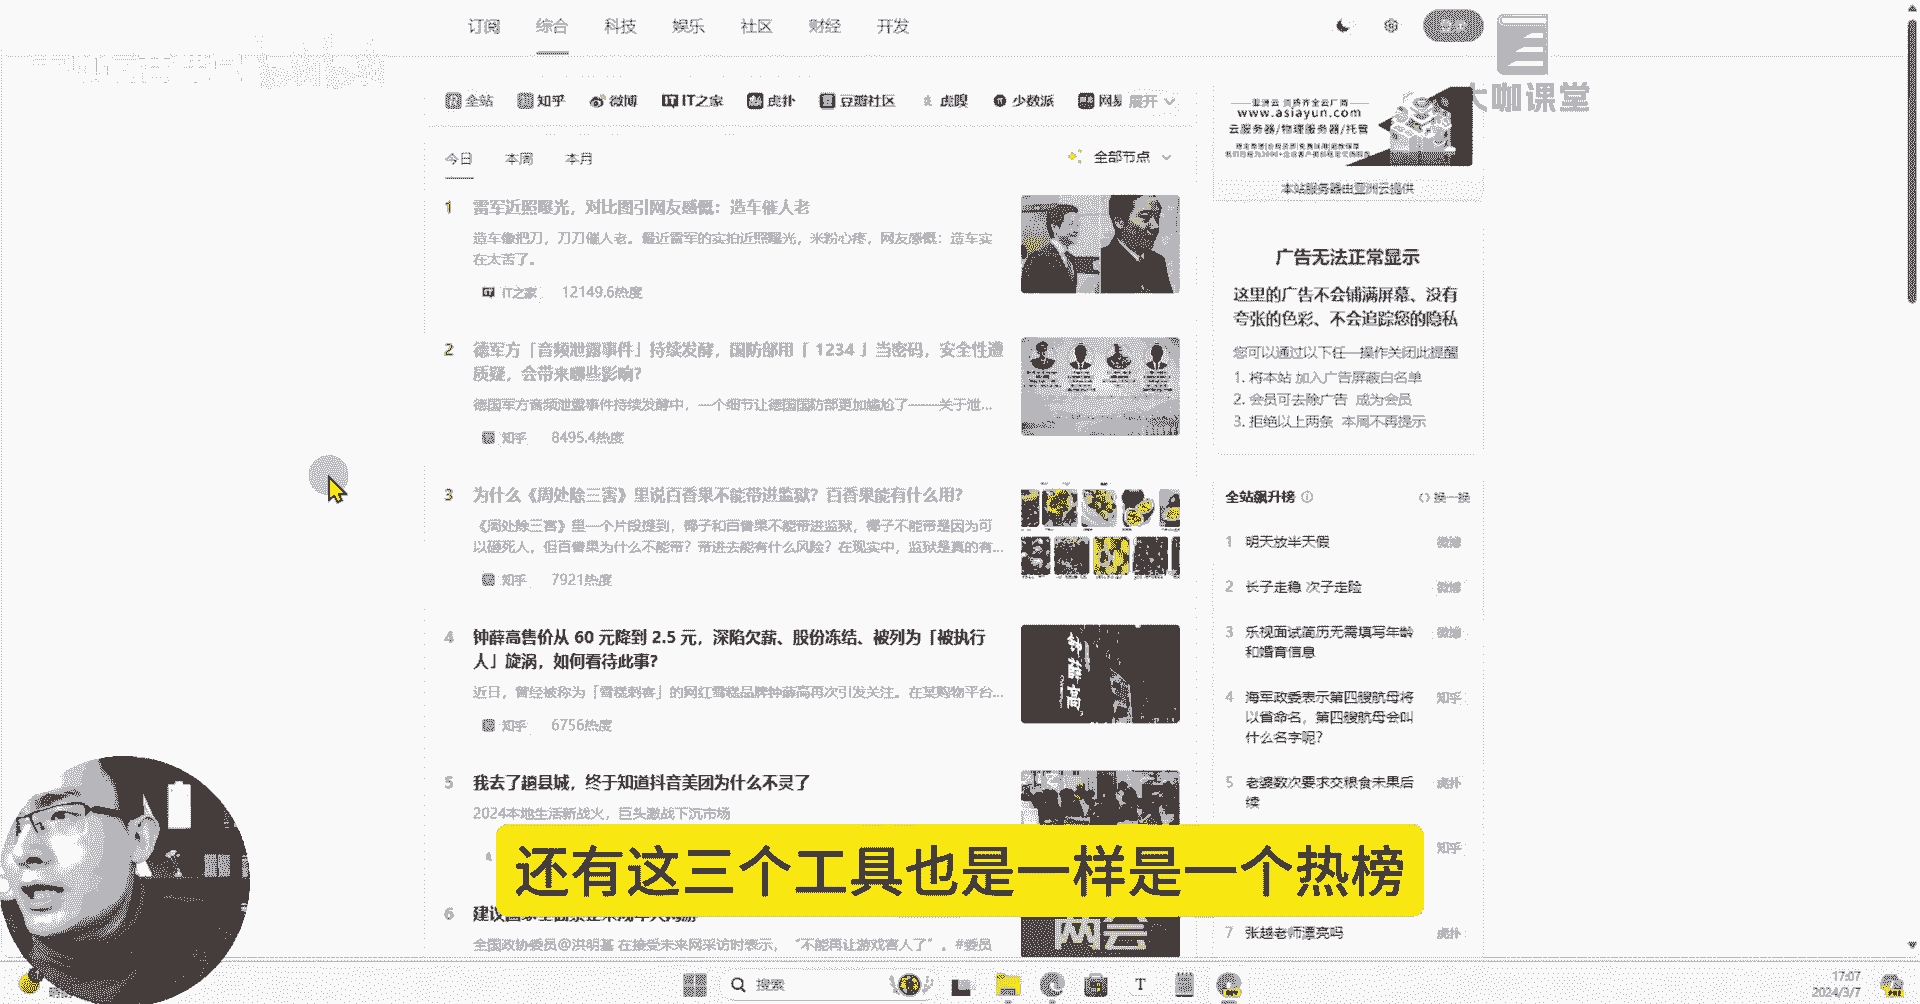 订阅 综合 科技 娱乐 社区 财经 开发
大咖课堂
全站 知乎 微博 IT之家 虎扑 豆瓣社区 虎嗅 少数派 网易 展开
www.asiayun.com
云服务器/物理服务器/托管
本站服务器由亚洲云提供
今日 本周 本月 全部节点
1 雷军近照曝光，对比图引网友感慨：造车催人老
造车像把刀，刀刀催人老。最近雷军的实拍近照曝光，米粉心疼，网友感慨：造车实
在太苦了。
IT之家 12149.6热度
2 德军方「音频泄露事件」持续发酵，国防部用「 1234 」当密码，安全性遭
质疑，会带来哪些影响？
德国军方音频泄露事件持续发酵中，一个细节让德国国防部更加尴尬了——关于泄...
知乎 8495.4热度
3 为什么《周处除三害》里说百香果不能带进监狱？百香果能有什么用？
《周处除三害》里一个片段提到，椰子和百香果不能带进监狱，椰子不能带是因为可
以砸死人，但百香果为什么不能带？带进去能有什么风险？在现实中，监狱是真的有...
知乎 7921热度
4 钟薛高售价从 60 元降到 2.5 元，深陷欠薪、股份冻结、被列为「被执行
人」旋涡，如何看待此事？
近日，曾经被称为「雪糕刺客」的网红雪糕品牌钟薛高再次引发关注。在某购物平台...
知乎 6756热度
钟薛高
5 我去了趟县城，终于知道抖音美团为什么不灵了
2024本地生活新战火，巨头激战下沉市场
还有这三个工具也是一样是一个热榜
6
全国政协委员@洪明基 在接受未来网采访时表示，“不能再让游戏害人了”。#委员
两会
广告无法正常显示
这里的广告不会铺满屏幕、没有
夸张的色彩、不会追踪您的隐私
您可以通过以下任一操作关闭此提醒
1. 将本站 加入广告屏蔽白名单
2. 会员可去除广告 成为会员
3. 拒绝以上两条 本周不再提示
全站飙升榜 换一换
1 明天放半天假 微博
2 长子走稳 次子走险 微博
3 乐视面试简历无需填写年龄 微博
和婚育信息
4 海军政委表示第四艘航母将 知乎
以省命名，第四艘航母会叫
什么名字呢？
5 老婆数次要求交粮食未果后 虎扑
续
知乎
7 张越老师漂亮吗 虎扑
搜索
17:07
2024/3/7